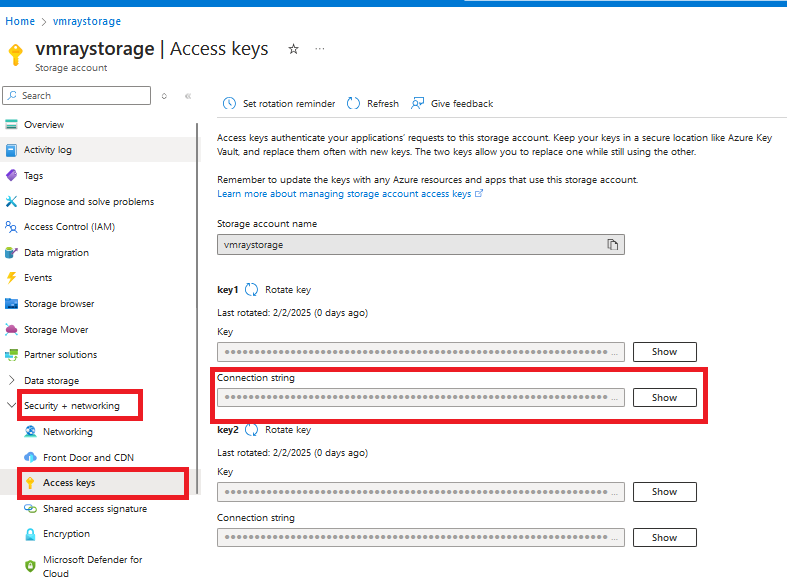 Home > vmraystorage
vmraystorage | Access keys ☆ ...
Storage account
Search
Overview
Activity log
Tags
Diagnose and solve problems
Access Control (IAM)
Data migration
Events
Storage browser
Storage Mover
Partner solutions
Data storage
Security + networking
Networking
Front Door and CDN
Access keys
Shared access signature
Encryption
Microsoft Defender for
Cloud
Set rotation reminder Refresh Give feedback
Access keys authenticate your applications' requests to this storage account. Keep your keys in a secure location like Azure Key
Vault, and replace them often with new keys. The two keys allow you to replace one while still using the other.
Remember to update the keys with any Azure resources and apps that use this storage account.
Learn more about managing storage account access keys
Storage account name
vmraystorage
key1 Rotate key
Last rotated: 2/2/2025 (0 days ago)
Key
Show
Connection string
Show
key2 Rotate key
Last rotated: 2/2/2025 (0 days ago)
Key
Show
Connection string
Show